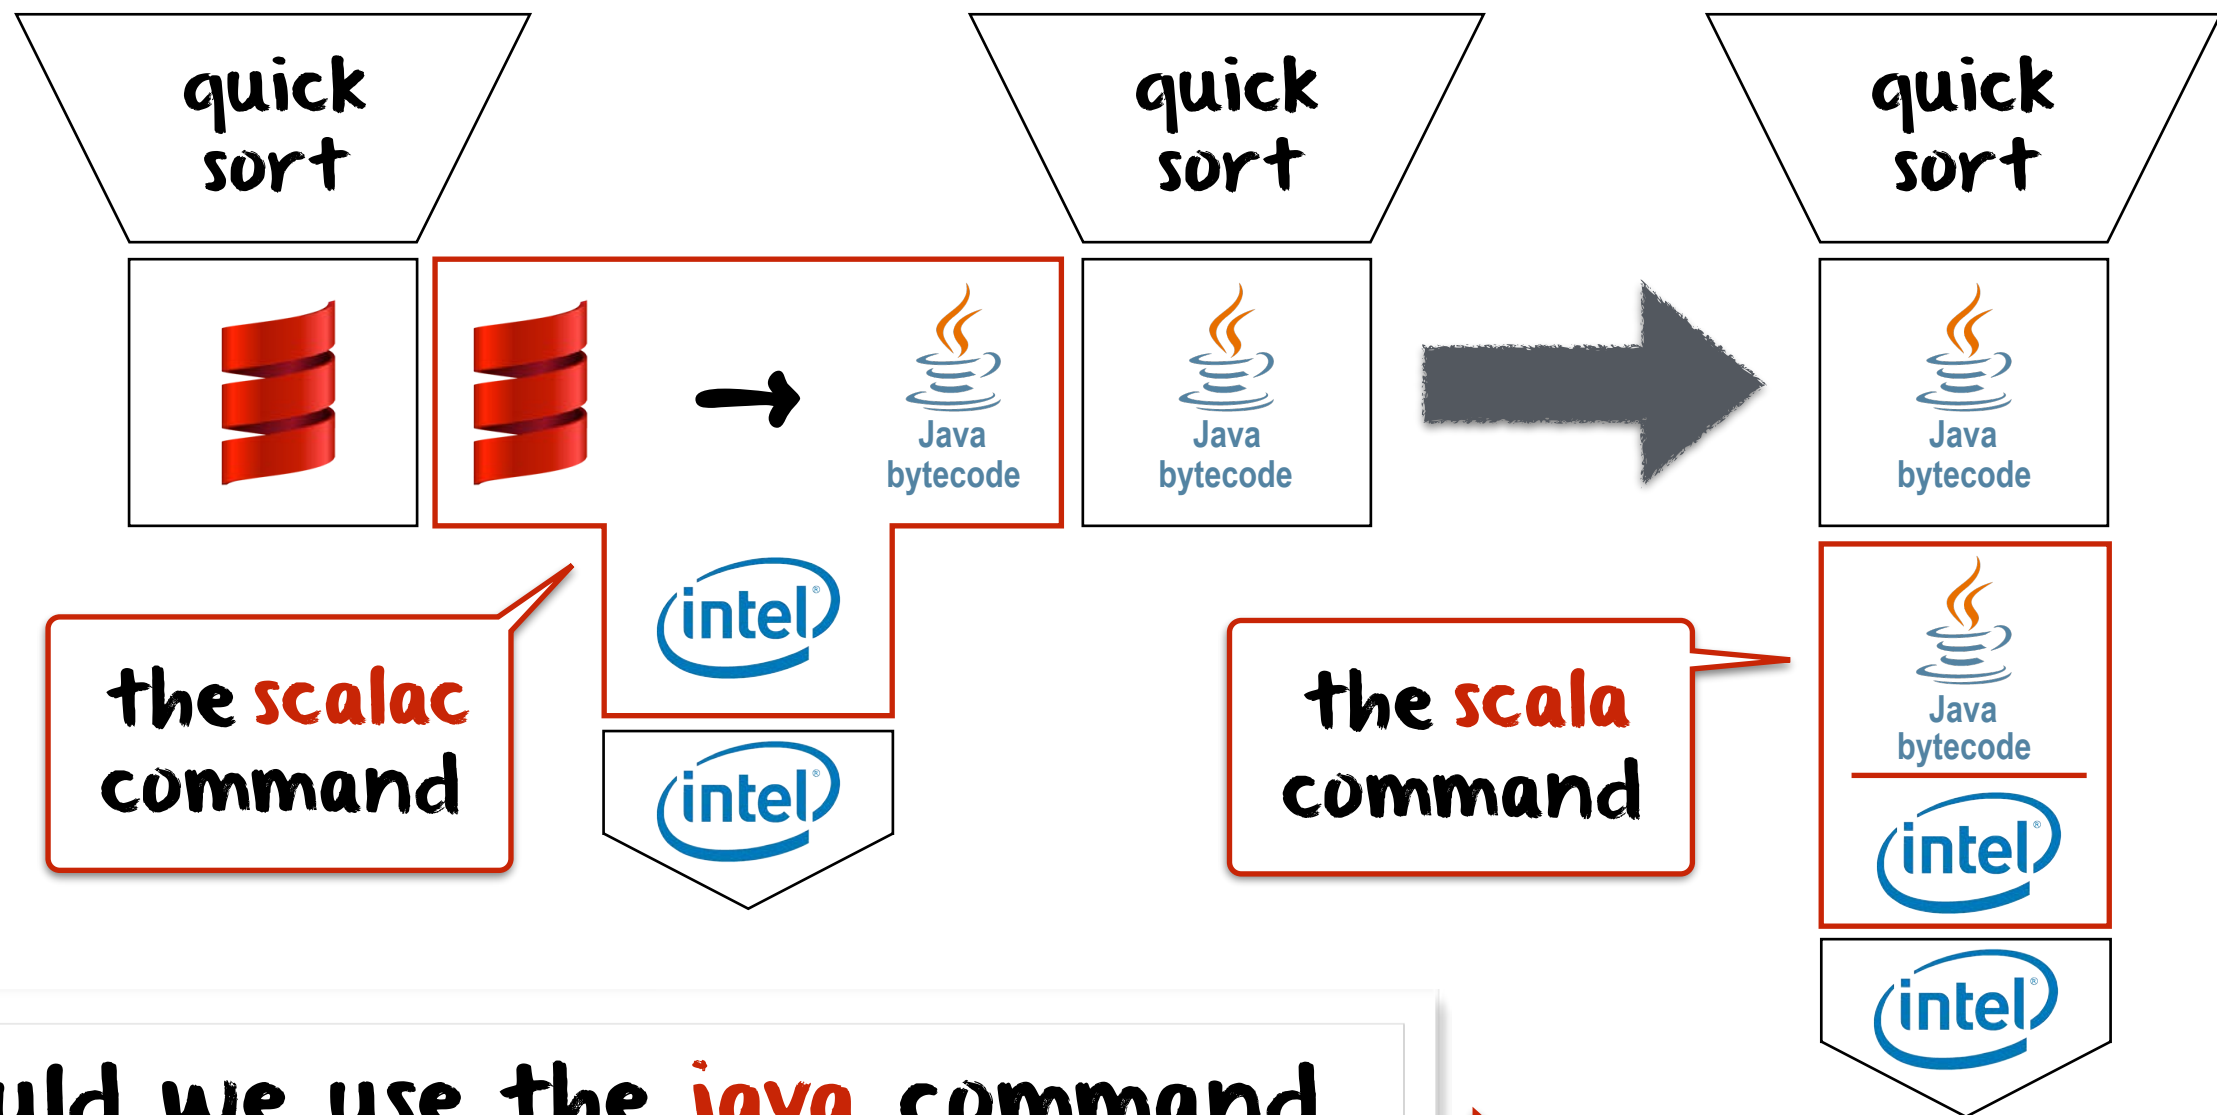 quick
sort
quick
sort
quick
sort
Java
bytecode
Java
bytecode
Java
bytecode
intel®
the scalac
command
intel®
the scala
command
Java
bytecode
intel®
intel®
we use the java command